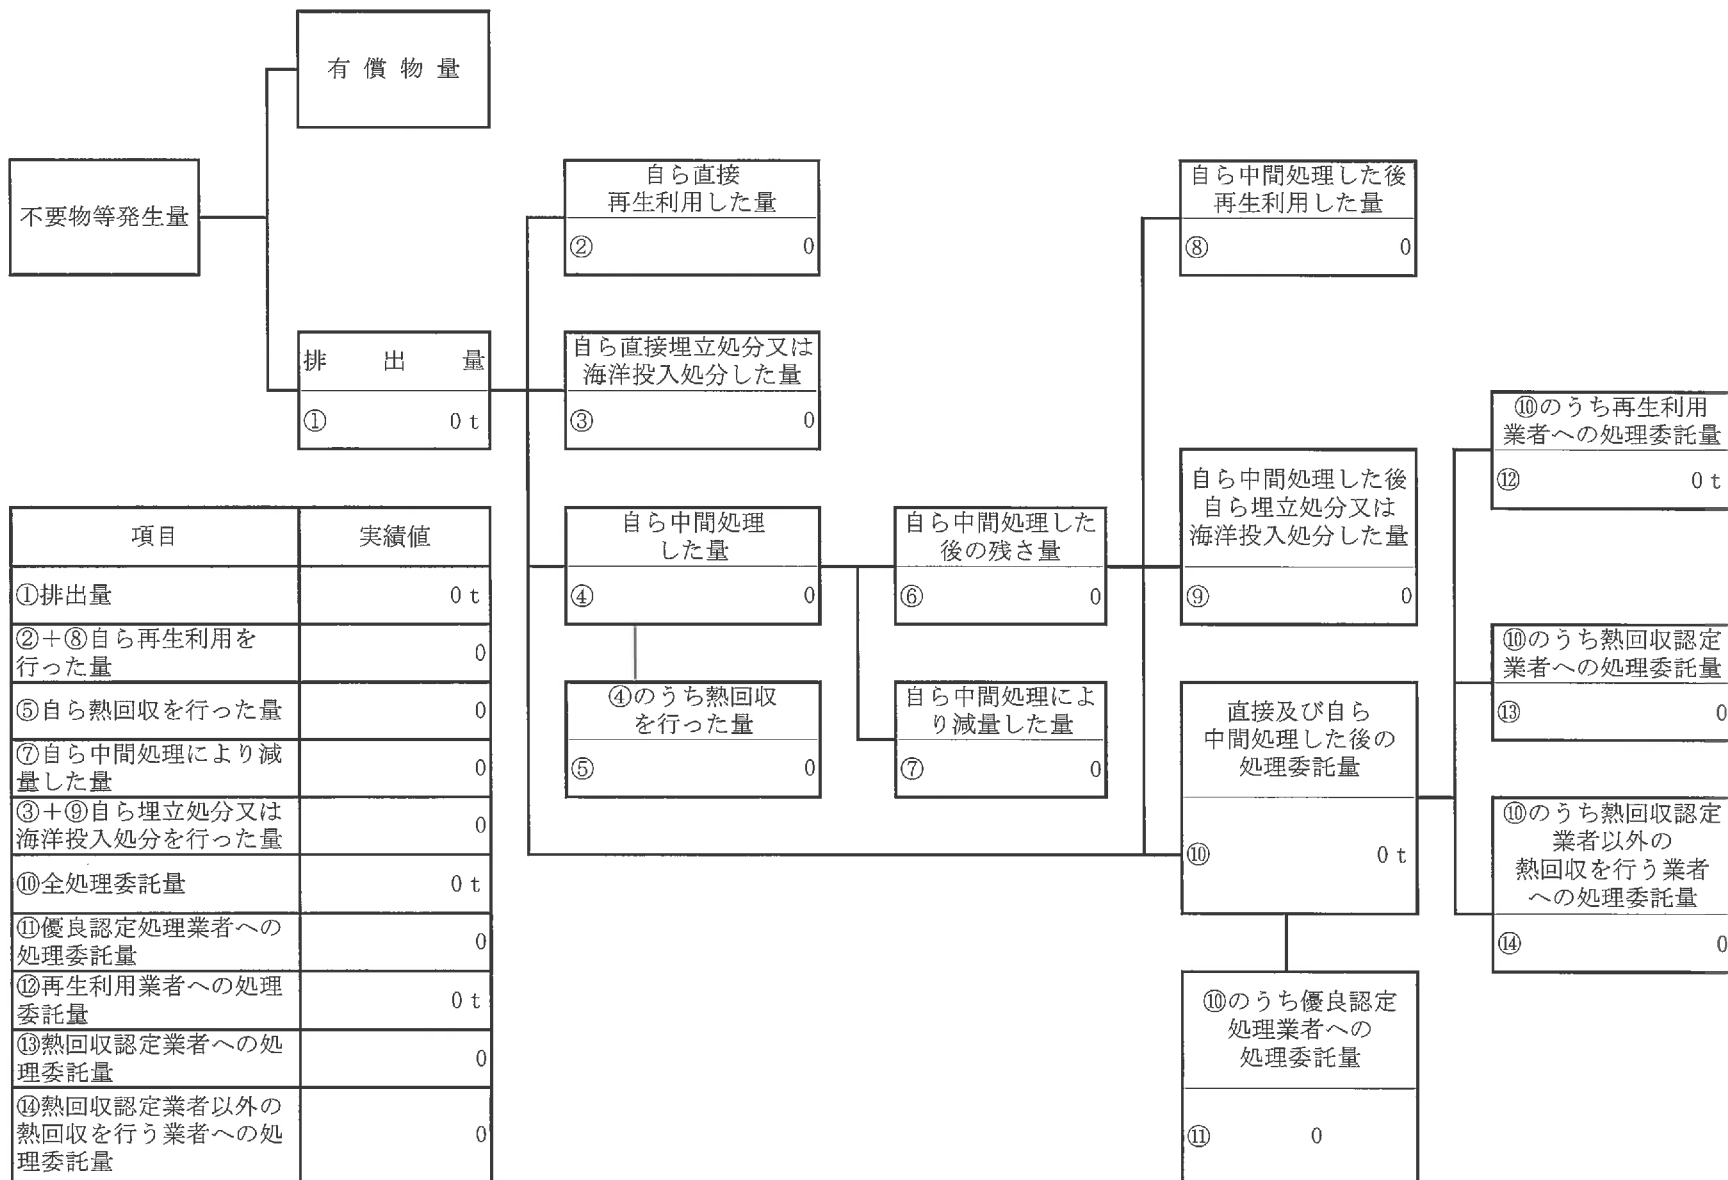 有償物量
不要物等発生量
自ら直接
再生利用した量
② 0
自ら中間処理した後
再生利用した量
⑧ 0
排出量
① 0 t
自ら直接埋立処分又は
海洋投入処分した量
③ 0
⑩のうち再生利用
業者への処理委託量
⑫ 0 t
自ら中間処理
した量
④ 0
自ら中間処理した
後の残さ量
⑥ 0
自ら中間処理した後
自ら埋立処分又は
海洋投入処分した量
⑨ 0
⑩のうち熱回収認定
業者への処理委託量
⑬ 0
④のうち熱回収
を行った量
⑤ 0
自ら中間処理によ
り減量した量
⑦ 0
直接及び自ら
中間処理した後の
処理委託量
⑩ 0 t
⑩のうち熱回収認定
業者以外の
熱回収を行う業者
への処理委託量
⑭ 0
⑩のうち優良認定
処理業者への
処理委託量
⑪ 0
項目 実績値
①排出量 0 t
②+⑧自ら再生利用を
行った量 0
⑤自ら熱回収を行った量 0
⑦自ら中間処理により減
量した量 0
③+⑨自ら埋立処分又は
海洋投入処分を行った量 0
⑩全処理委託量 0 t
⑪優良認定処理業者への
処理委託量 0
⑫再生利用業者への処理
委託量 0 t
⑬熱回収認定業者への処
理委託量 0
⑭熱回収認定業者以外の
熱回収を行う業者への処
理委託量 0